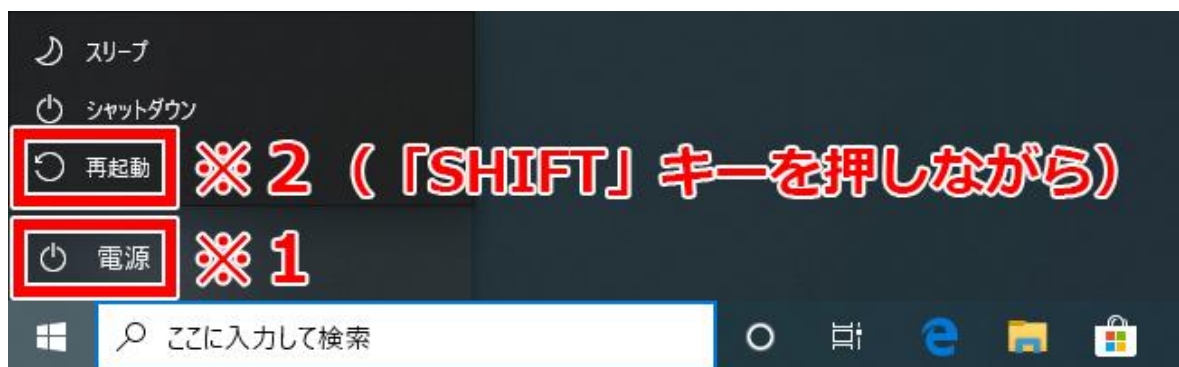 スリープ
シャットダウン
再起動 ※2（「SHIFT」キーを押しながら）
電源 ※1
ここに入力して検索